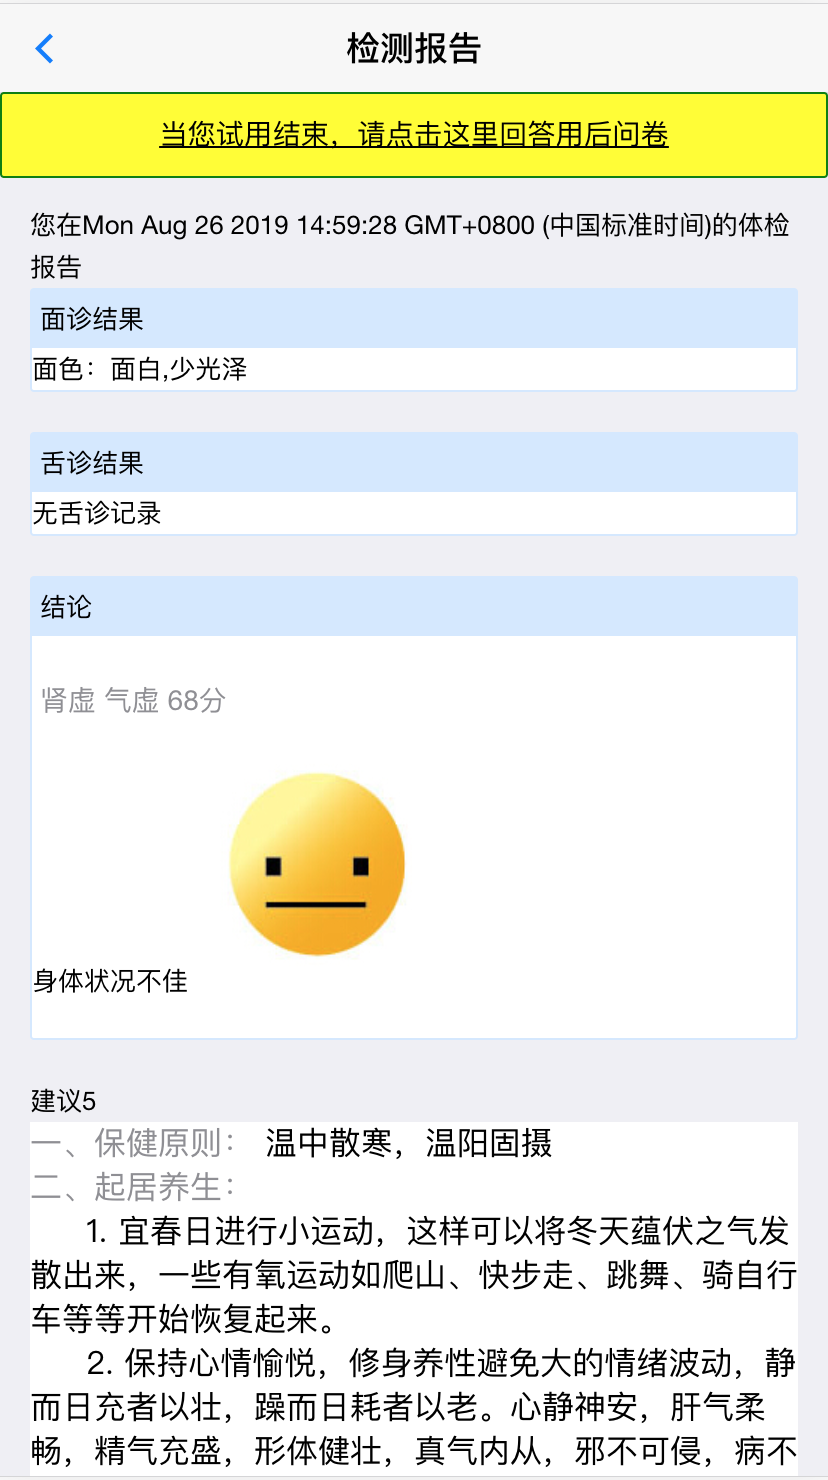 检测报告
当您试用结束，请点击这里回答用后问卷
您在Mon Aug 26 2019 14:59:28 GMT+0800 (中国标准时间)的体检
报告
面诊结果
面色：面白,少光泽
舌诊结果
无舌诊记录
结论
肾虚 气虚 68分
身体状况不佳
建议5
一、保健原则： 温中散寒，温阳固摄
二、起居养生：
1. 宜春日进行小运动，这样可以将冬天蕴伏之气发
散出来，一些有氧运动如爬山、快步走、跳舞、骑自行
车等等开始恢复起来。
2. 保持心情愉悦，修身养性避免大的情绪波动，静
而日充者以壮，躁而日耗者以老。心静神安，肝气柔
畅，精气充盛，形体健壮，真气内从，邪不可侵，病不